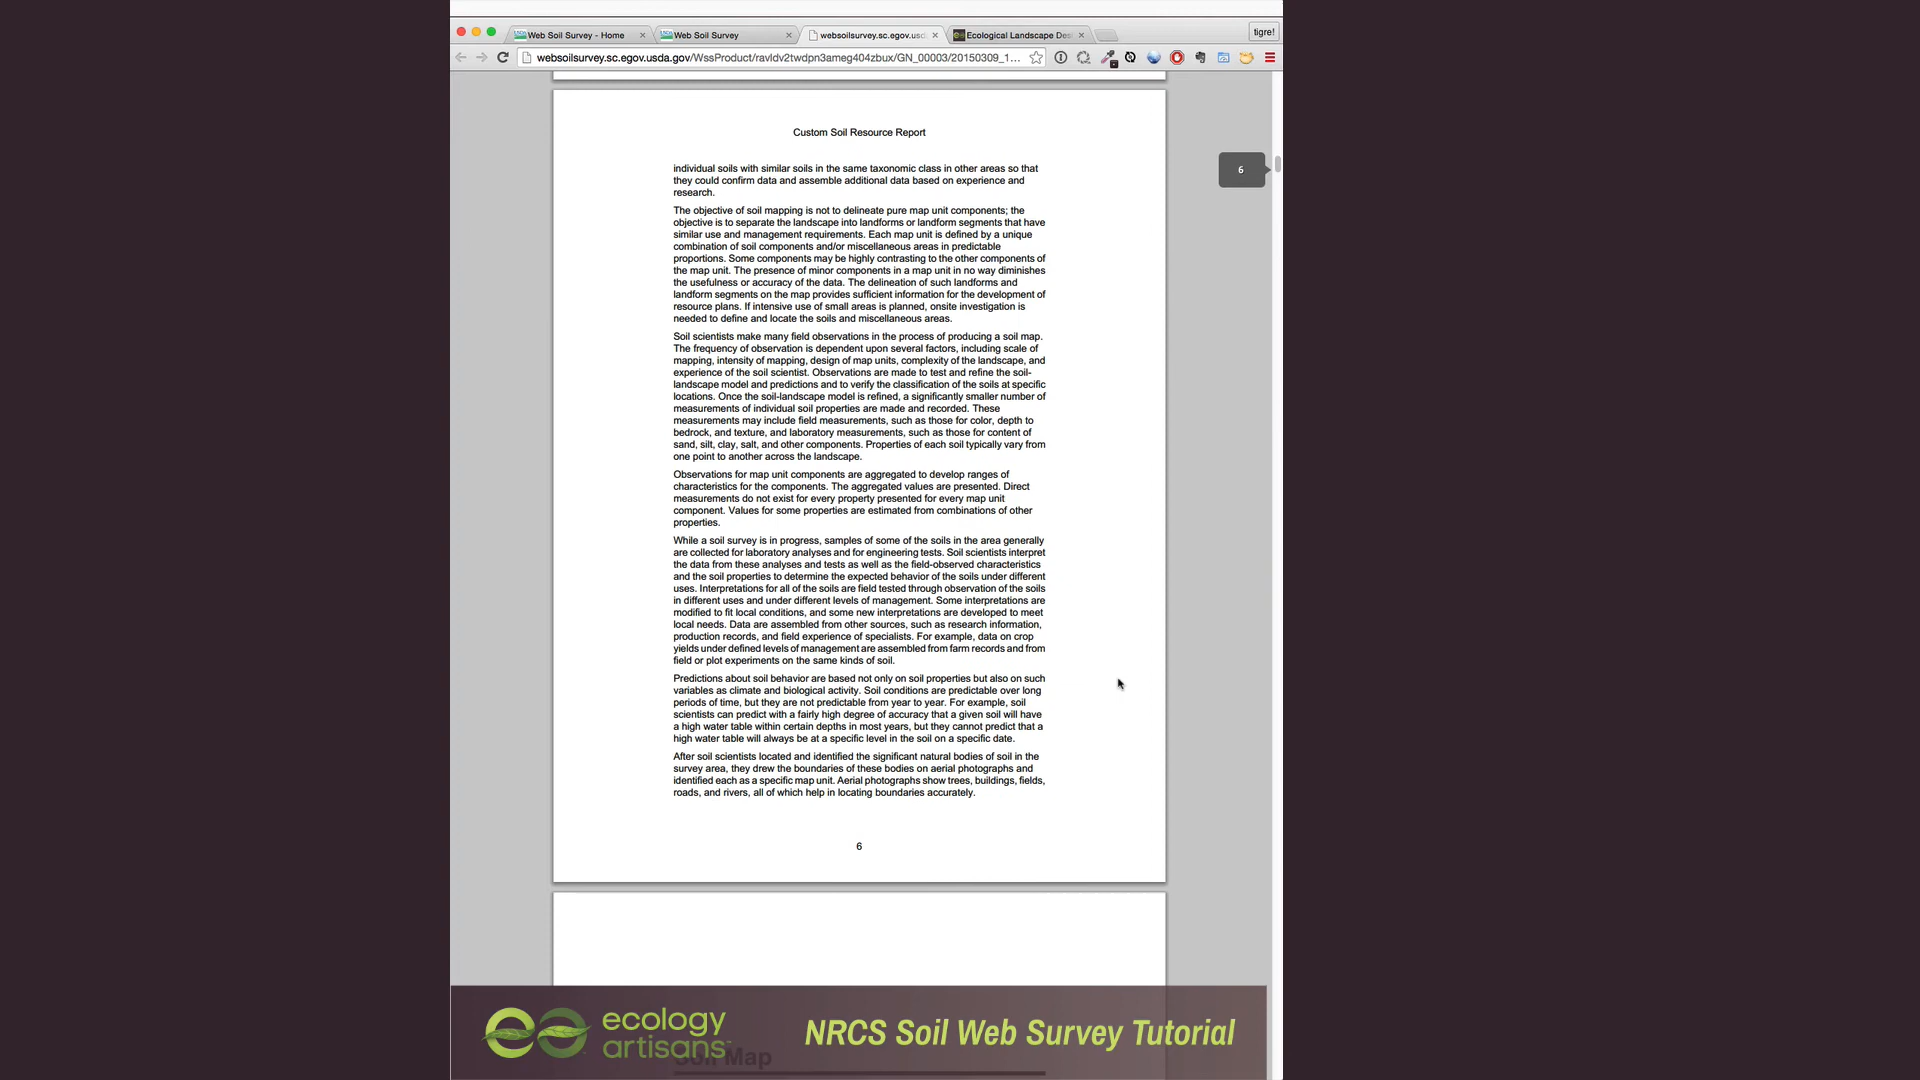 Web Soil Survey - Home
Web Soil Survey
websoilsurvey.sc.egov.usd
Ecological Landscape Des
tigre!
websoilsurvey.sc.egov.usda.gov/WssProduct/ravldv2twdpn3ameg404zbux/GN_00003/20150309_1...
Custom Soil Resource Report
6
individual soils with similar soils in the same taxonomic class in other areas so that
they could confirm data and assemble additional data based on experience and
research.
The objective of soil mapping is not to delineate pure map unit components; the
objective is to separate the landscape into landforms or landform segments that have
similar use and management requirements. Each map unit is defined by a unique
combination of soil components and/or miscellaneous areas in predictable
proportions. Some components may be highly contrasting to the other components of
the map unit. The presence of minor components in a map unit in no way diminishes
the usefulness or accuracy of the data. The delineation of such landforms and
landform segments on the map provides sufficient information for the development of
resource plans. If intensive use of small areas is planned, onsite investigation is
needed to define and locate the soils and miscellaneous areas.
Soil scientists make many field observations in the process of producing a soil map.
The frequency of observation is dependent upon several factors, including scale of
mapping, intensity of mapping, design of map units, complexity of the landscape, and
experience of the soil scientist. Observations are made to test and refine the soil-
landscape model and predictions and to verify the classification of the soils at specific
locations. Once the soil-landscape model is refined, a significantly smaller number of
measurements of individual soil properties are made and recorded. These
measurements may include field measurements, such as those for color, depth to
bedrock, and texture, and laboratory measurements, such as those for content of
sand, silt, clay, salt, and other components. Properties of each soil typically vary from
one point to another across the landscape.
Observations for map unit components are aggregated to develop ranges of
characteristics for the components. The aggregated values are presented. Direct
measurements do not exist for every property presented for every map unit
component. Values for some properties are estimated from combinations of other
properties.
While a soil survey is in progress, samples of some of the soils in the area generally
are collected for laboratory analyses and for engineering tests. Soil scientists interpret
the data from these analyses and tests as well as the field-observed characteristics
and the soil properties to determine the expected behavior of the soils under different
uses. Interpretations for all of the soils are field tested through observation of the soils
in different uses and under different levels of management. Some interpretations are
modified to fit local conditions, and some new interpretations are developed to meet
local needs. Data are assembled from other sources, such as research information,
production records, and field experience of specialists. For example, data on crop
yields under defined levels of management are assembled from farm records and from
field or plot experiments on the same kinds of soil.
Predictions about soil behavior are based not only on soil properties but also on such
variables as climate and biological activity. Soil conditions are predictable over long
periods of time, but they are not predictable from year to year. For example, soil
scientists can predict with a fairly high degree of accuracy that a given soil will have
a high water table within certain depths in most years, but they cannot predict that a
high water table will always be at a specific level in the soil on a specific date.
After soil scientists located and identified the significant natural bodies of soil in the
survey area, they drew the boundaries of these bodies on aerial photographs and
identified each as a specific map unit. Aerial photographs show trees, buildings, fields,
roads, and rivers, all of which help in locating boundaries accurately.
6
ecology
artisans
NRCS Soil Web Survey Tutorial
Soil Map